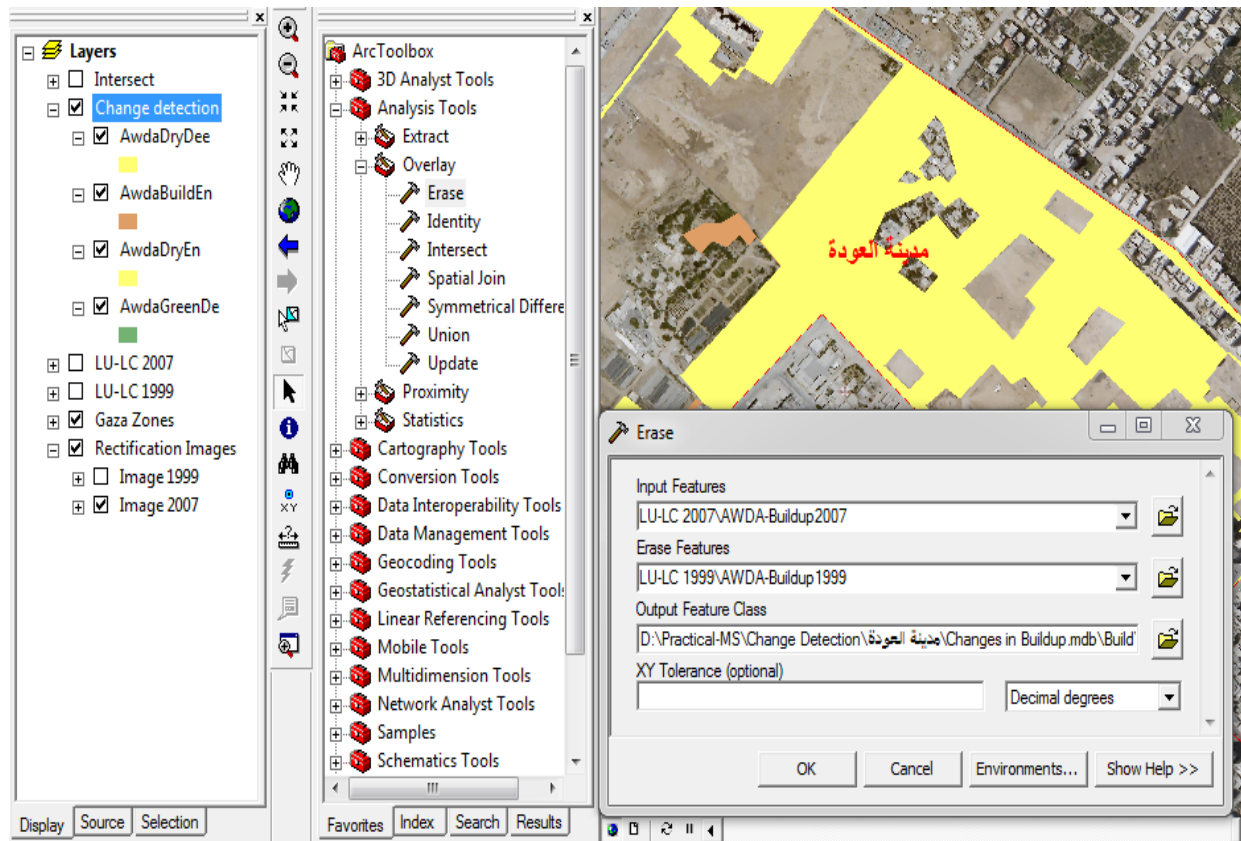 Layers
Intersect
Change detection
AwdaDryDee
AwdaBuildEn
AwdaDryEn
AwdaGreenDe
LU-LC 2007
LU-LC 1999
Gaza Zones
Rectification Images
Image 1999
Image 2007
Display Source Selection
XY
ArcToolbox
3D Analyst Tools
Analysis Tools
Extract
Overlay
Erase
Identity
Intersect
Spatial Join
Symmetrical Differe
Union
Update
Proximity
Statistics
Cartography Tools
Conversion Tools
Data Interoperability Tools
Data Management Tools
Geocoding Tools
Geostatistical Analyst Tools
Linear Referencing Tools
Mobile Tools
Multidimension Tools
Network Analyst Tools
Samples
Schematics Tools
Favorites Index Search Results
مدينة العودة
Erase
Input Features
LU-LC 2007\AWDA-Buildup2007
Erase Features
LU-LC 1999\AWDA-Buildup1999
Output Feature Class
D:\Practical-MS\Change Detection\مدينة العودة\Changes in Buildup.mdb\Build
XY Tolerance (optional)
Decimal degrees
OK Cancel Environments... Show Help >>